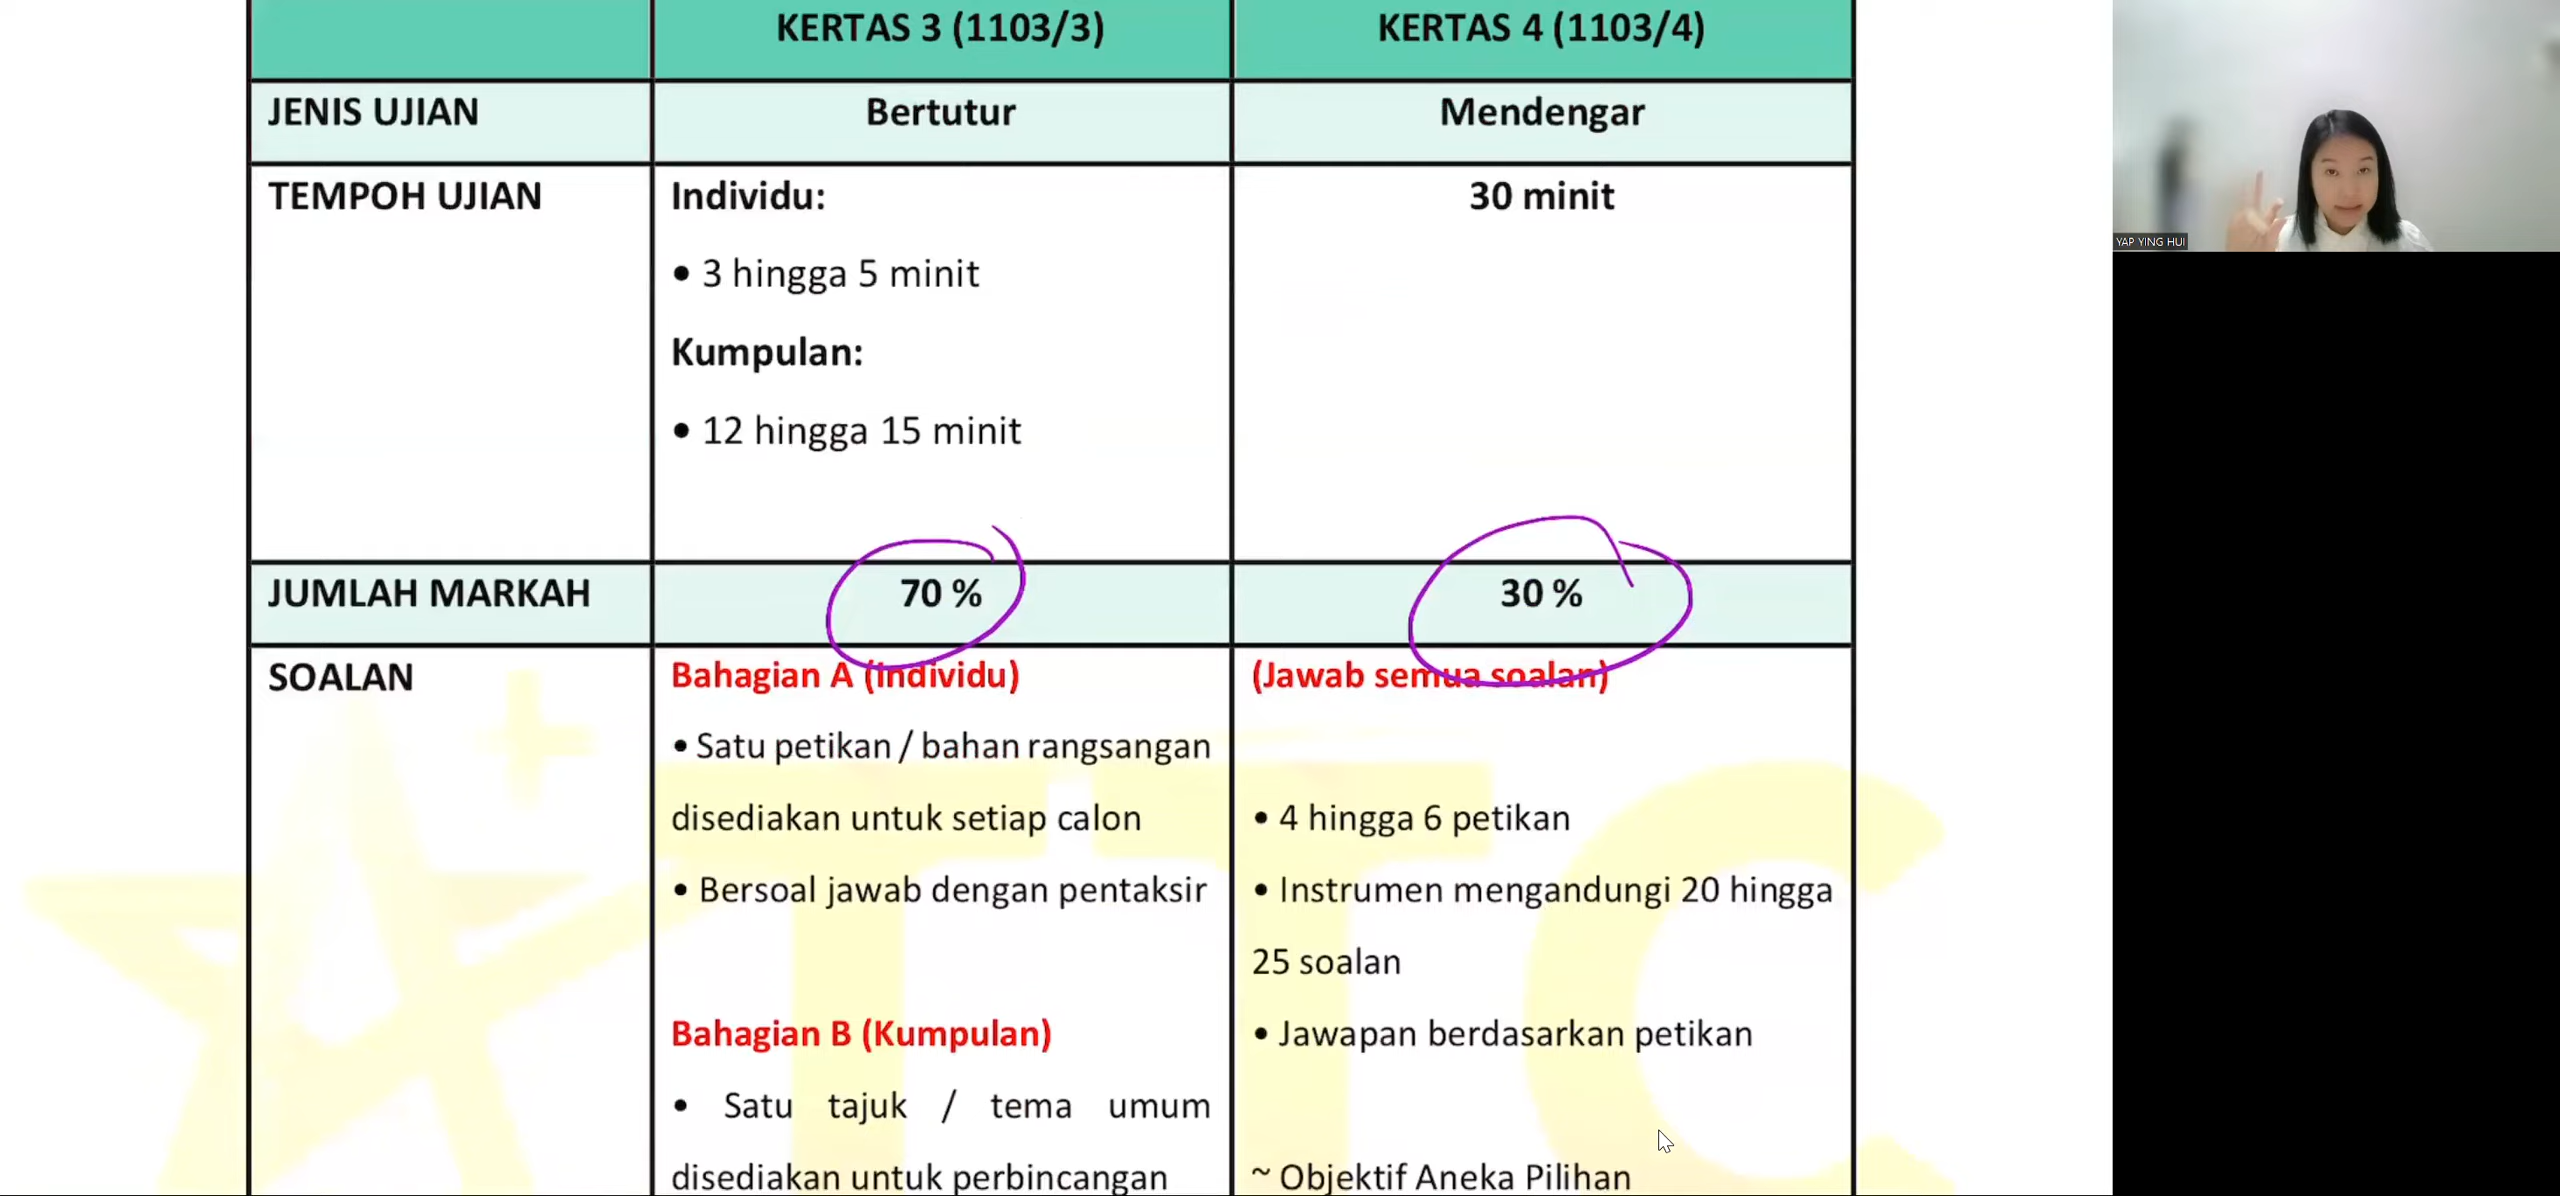 KERTAS 3 (1103/3)
KERTAS 4 (1103/4)
JENIS UJIAN
Bertutur
Mendengar
TEMPOH UJIAN
Individu:
• 3 hingga 5 minit
Kumpulan:
• 12 hingga 15 minit
30 minit
JUMLAH MARKAH
70 %
30 %
SOALAN
Bahagian A (Individu)
• Satu petikan / bahan rangsangan
disediakan untuk setiap calon
• Bersoal jawab dengan pentaksir
Bahagian B (Kumpulan)
• Satu tajuk / tema umum
disediakan untuk perbincangan
(Jawab semua soalan)
• 4 hingga 6 petikan
• Instrumen mengandungi 20 hingga
25 soalan
• Jawapan berdasarkan petikan
~ Objektif Aneka Pilihan
TTC
YAP YING HUI